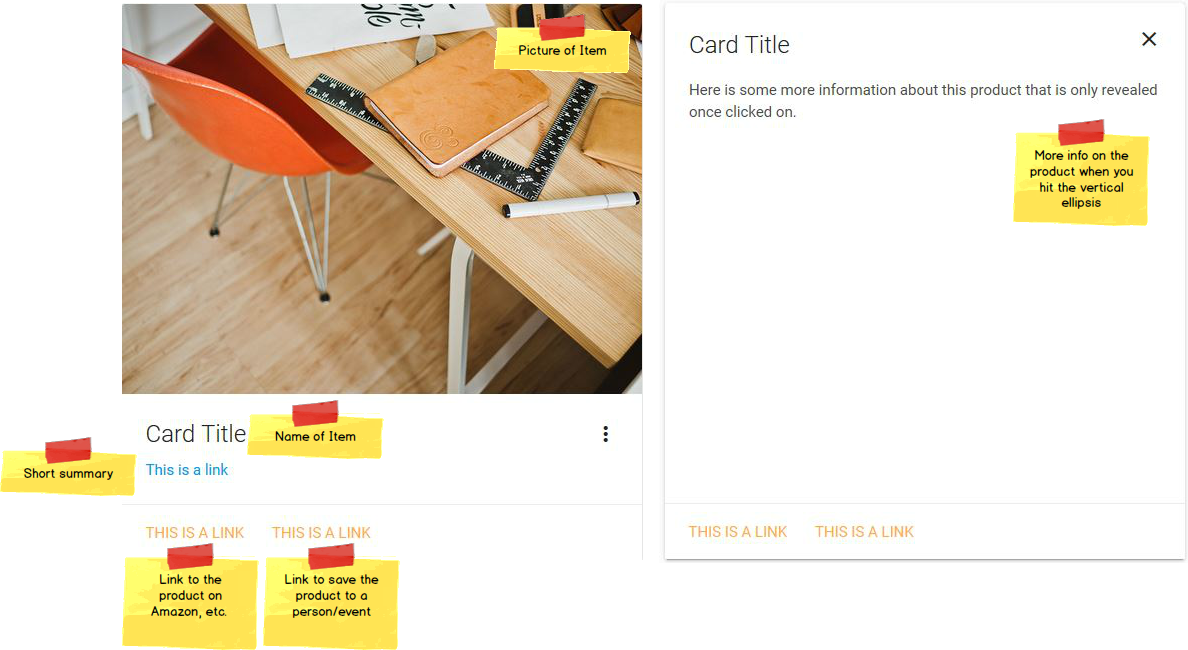 Picture of Item
Card Title
Name of Item
Short summary
This is a link
THIS IS A LINK THIS IS A LINK
Link to the
product on
Amazon, etc.
Link to save the
product to a
person/event
Card Title
Here is some more information about this product that is only revealed
once clicked on.
More info on the
product when you
hit the vertical
ellipsis
THIS IS A LINK THIS IS A LINK